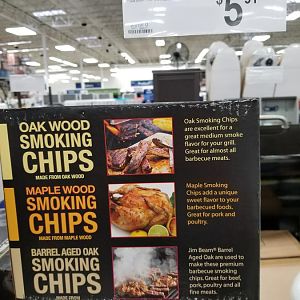 $5
OAK WOOD
SMOKING
CHIPS
MADE FROM OAK WOOD
Oak Smoking Chips
are excellent for a
great medium smoke
flavor for your grill.
Great for almost all
barbecue meats.
MAPLE WOOD
SMOKING
CHIPS
MADE FROM MAPLE WOOD
Maple Smoking
Chips add a unique
sweet flavor to your
barbecued foods.
Great for pork and
poultry.
BARREL AGED OAK
SMOKING
CHIPS
Jim Beam® Barrel
Aged Oak are used to
make these premium
barbecue smoking
chips. Great for beef,
pork, poultry and all
fine meats.